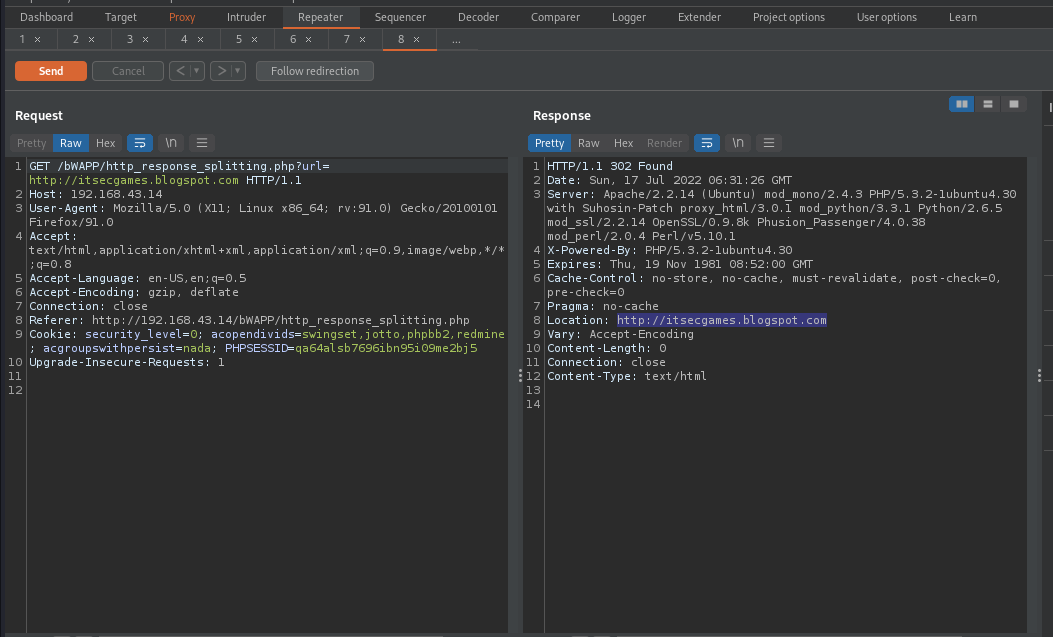 Dashboard Target Proxy Intruder Repeater Sequencer Decoder Comparer Logger Extender Project options User options Learn
1 × 2 × 3 × 4 × 5 × 6 × 7 × 8 × ...
Send Cancel < ▾ > ▾ Follow redirection
Request
Pretty Raw Hex \n
1 GET /bWAPP/http_response_splitting.php?url=
http://itsecgames.blogspot.com HTTP/1.1
2 Host: 192.168.43.14
3 User-Agent: Mozilla/5.0 (X11; Linux x86_64; rv:91.0) Gecko/20100101
Firefox/91.0
4 Accept:
text/html,application/xhtml+xml,application/xml;q=0.9,image/webp,*/*
;q=0.8
5 Accept-Language: en-US,en;q=0.5
6 Accept-Encoding: gzip, deflate
7 Connection: close
8 Referer: http://192.168.43.14/bWAPP/http_response_splitting.php
9 Cookie: security_level=0; acopendivids=swingset,jotto,phpbb2,redmine
; acgroupswithpersist=nada; PHPSESSID=qa64alsb7696ibn95i09me2bj5
10 Upgrade-Insecure-Requests: 1
11
12
Response
Pretty Raw Hex Render \n
1 HTTP/1.1 302 Found
2 Date: Sun, 17 Jul 2022 06:31:26 GMT
3 Server: Apache/2.2.14 (Ubuntu) mod_mono/2.4.3 PHP/5.3.2-1ubuntu4.30
with Suhosin-Patch proxy_html/3.0.1 mod_python/3.3.1 Python/2.6.5
mod_ssl/2.2.14 OpenSSL/0.9.8k Phusion_Passenger/4.0.38
mod_perl/2.0.4 Perl/v5.10.1
4 X-Powered-By: PHP/5.3.2-1ubuntu4.30
5 Expires: Thu, 19 Nov 1981 08:52:00 GMT
6 Cache-Control: no-store, no-cache, must-revalidate, post-check=0,
pre-check=0
7 Pragma: no-cache
8 Location: http://itsecgames.blogspot.com
9 Vary: Accept-Encoding
10 Content-Length: 0
11 Connection: close
12 Content-Type: text/html
13
14